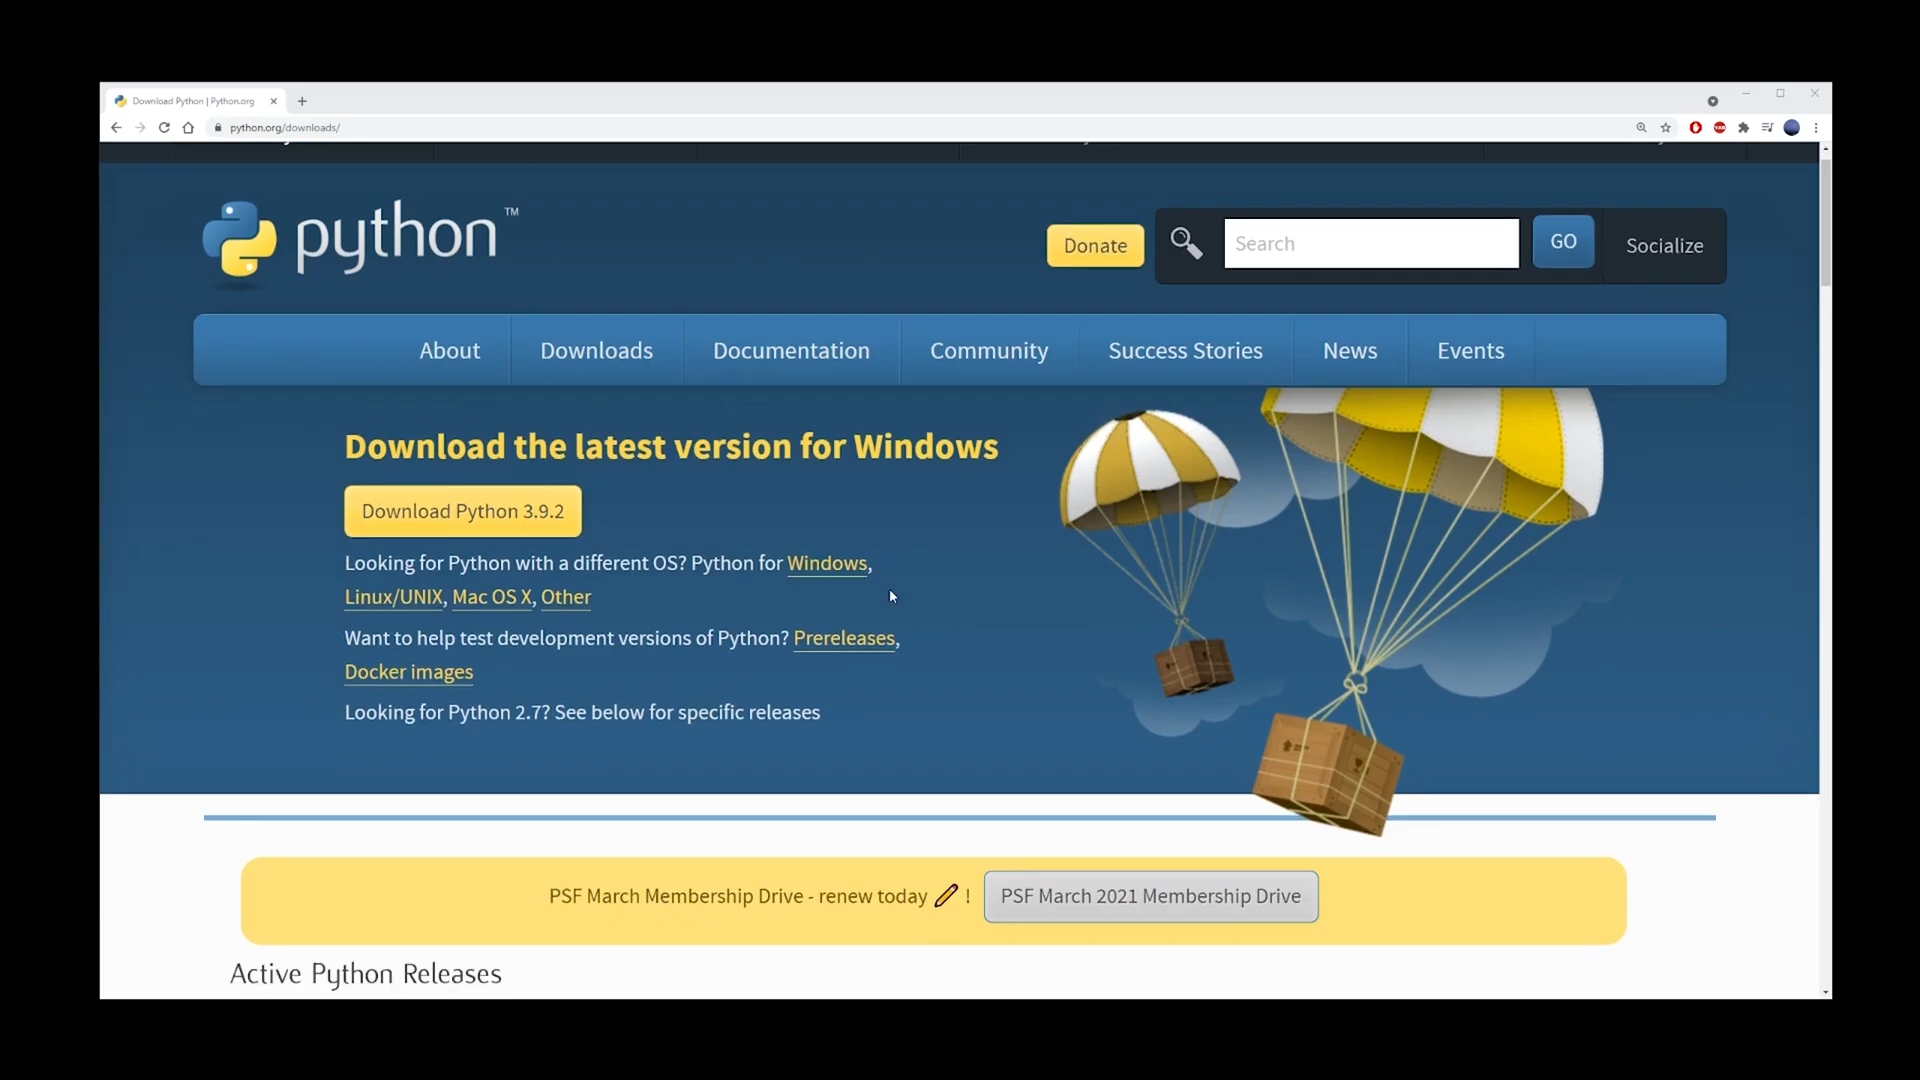 Download Python | Python.org
python.org/downloads/
python™
Donate
Search
GO
Socialize
About
Downloads
Documentation
Community
Success Stories
News
Events
Download the latest version for Windows
Download Python 3.9.2
Looking for Python with a different OS? Python for Windows,
Linux/UNIX, Mac OS X, Other
Want to help test development versions of Python? Prereleases,
Docker images
Looking for Python 2.7? See below for specific releases
PSF March Membership Drive - renew today ! PSF March 2021 Membership Drive
Active Python Releases